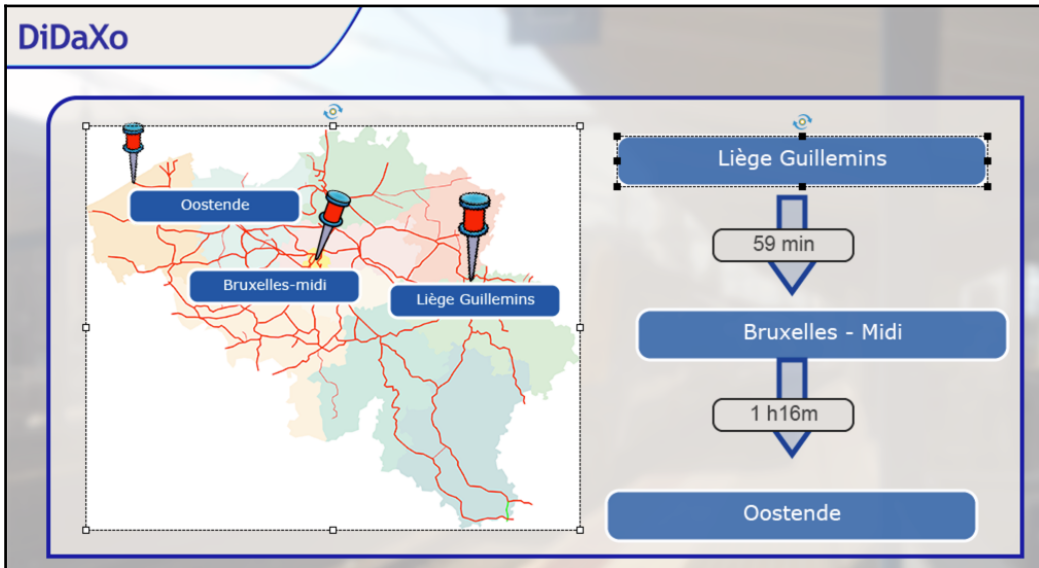 DiDaXo
Oostende
Bruxelles-midi
Liège Guillemins
Liège Guillemins
59 min
Bruxelles - Midi
1 h16m
Oostende